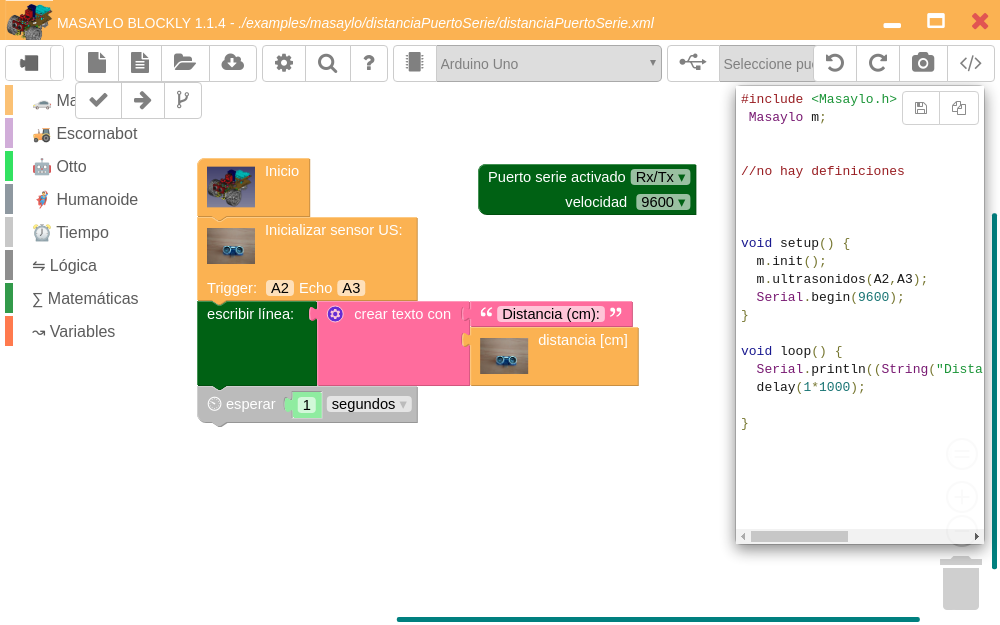 MASAYLO BLOCKLY 1.1.4 - ./examples/masaylo/distanciaPuertoSerie/distanciaPuertoSerie.xml
Arduino Uno
Seleccione pu
Ma
Escornabot
Otto
Humanoide
Tiempo
Lógica
Matemáticas
Variables
Inicio
Inicializar sensor US:
Trigger: A2 Echo A3
escribir línea: crear texto con “ Distancia (cm): ”
distancia [cm]
esperar 1 segundos
Puerto serie activado Rx/Tx
velocidad 9600
#include <Masaylo.h>
Masaylo m;
//no hay definiciones
void setup() {
m.init();
m.ultrasonidos(A2,A3);
Serial.begin(9600);
}
void loop() {
Serial.println((String("Dista
delay(1*1000);
}